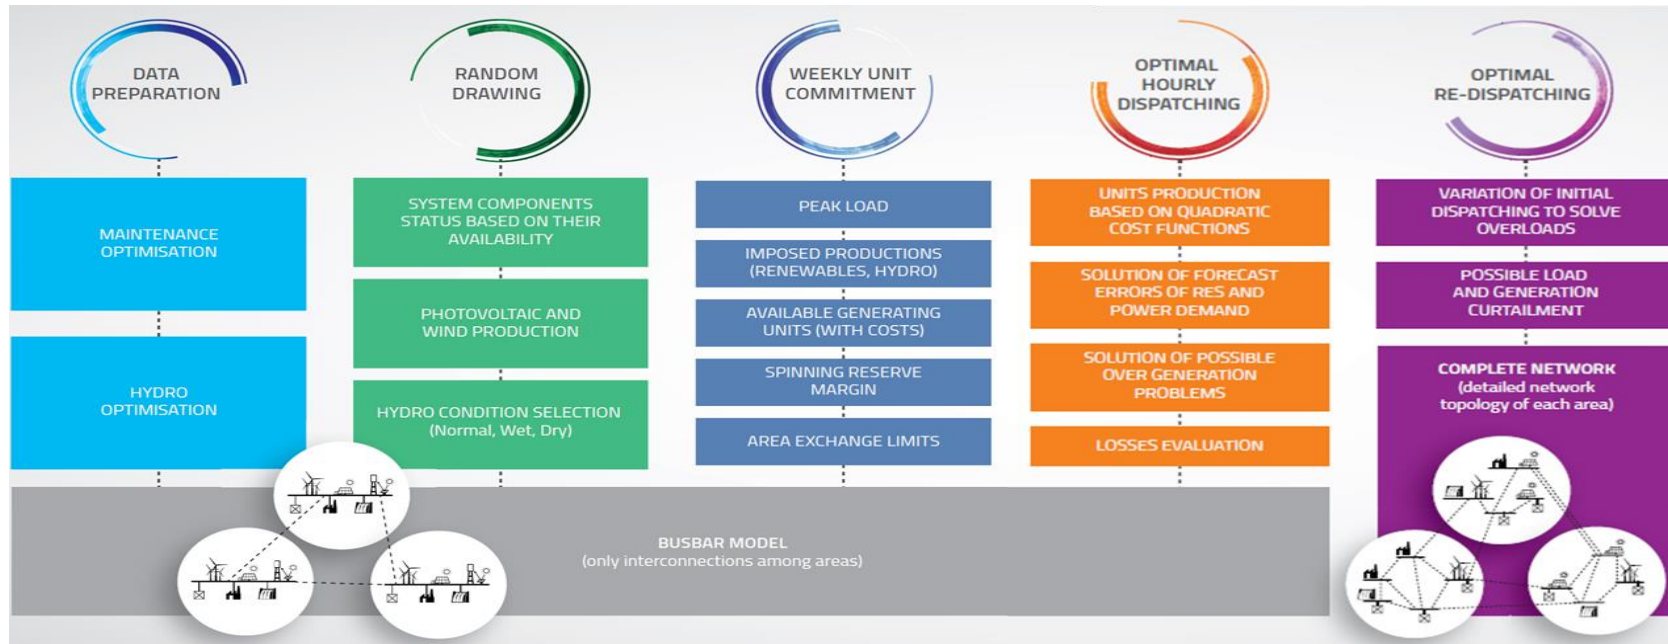 DATA
PREPARATION
MAINTENANCE
OPTIMISATION
HYDRO
OPTIMISATION
RANDOM
DRAWING
SYSTEM COMPONENTS
STATUS BASED ON THEIR
AVAILABILITY
PHOTOVOLTAIC AND
WIND PRODUCTION
HYDRO CONDITION SELECTION
(Normal, Wet, Dry)
WEEKLY UNIT
COMMITMENT
PEAK LOAD
IMPOSED PRODUCTIONS
(RENEWABLES, HYDRO)
AVAILABLE GENERATING
UNITS (WITH COSTS)
SPINNING RESERVE
MARGIN
AREA EXCHANGE LIMITS
OPTIMAL
HOURLY
DISPATCHING
UNITS PRODUCTION
BASED ON QUADRATIC
COST FUNCTIONS
SOLUTION OF FORECAST
ERRORS OF RES AND
POWER DEMAND
SOLUTION OF POSSIBLE
OVER GENERATION
PROBLEMS
LOSSES EVALUATION
BUSBAR MODEL
(only interconnections among areas)
OPTIMAL
RE-DISPATCHING
VARIATION OF INITIAL
DISPATCHING TO SOLVE
OVERLOADS
POSSIBLE LOAD
AND GENERATION
CURTAILMENT
COMPLETE NETWORK
(detailed network
topology of each area)